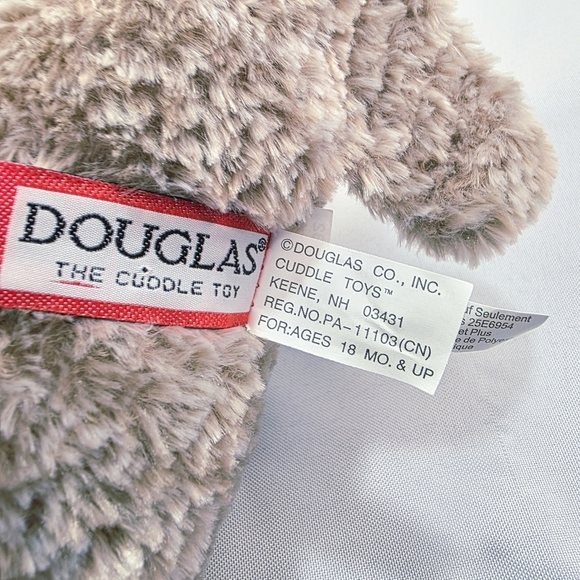 DOUGLAS®
THE CUDDLE TOY
©DOUGLAS CO., INC.
CUDDLE TOYS™
KEENE, NH 03431
REG.NO.PA-11103(CN)
FOR:AGES 18 MO. & UP
Seulement
25E6954
et Plus
de